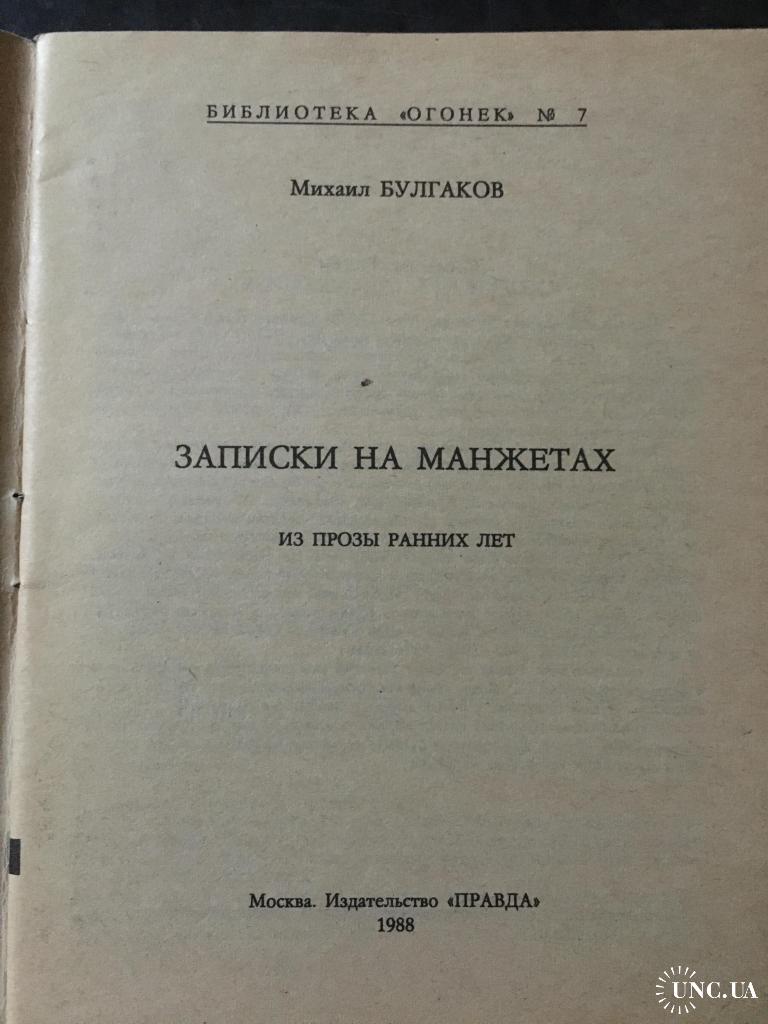 БИБЛИОТЕКА «ОГОНЕК» № 7
Михаил БУЛГАКОВ
ЗАПИСКИ НА МАНЖЕТАХ
ИЗ ПРОЗЫ РАННИХ ЛЕТ
Москва. Издательство «ПРАВДА»
1988
UNC.UA